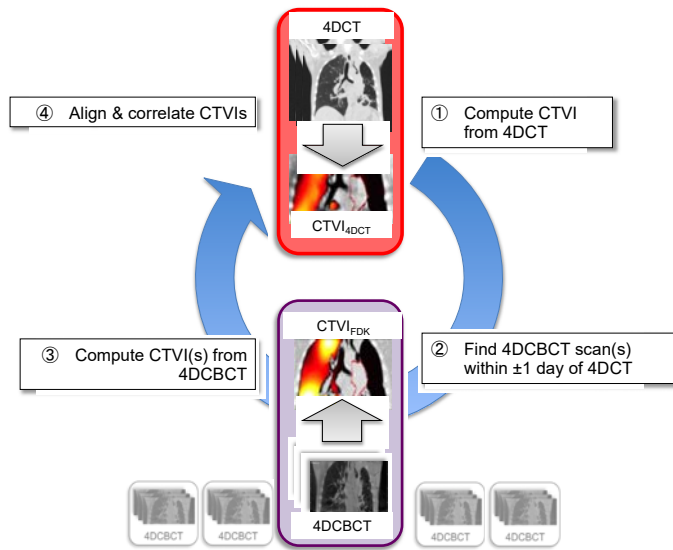 4DCT
④ Align & correlate CTVIs
① Compute CTVI
from 4DCT
CTVI4DCT
CTVIFDK
③ Compute CTVI(s) from
4DCBCT
② Find 4DCBCT scan(s)
within ±1 day of 4DCT
4DCBCT
4DCBCT
4DCBCT
4DCBCT
4DCBCT